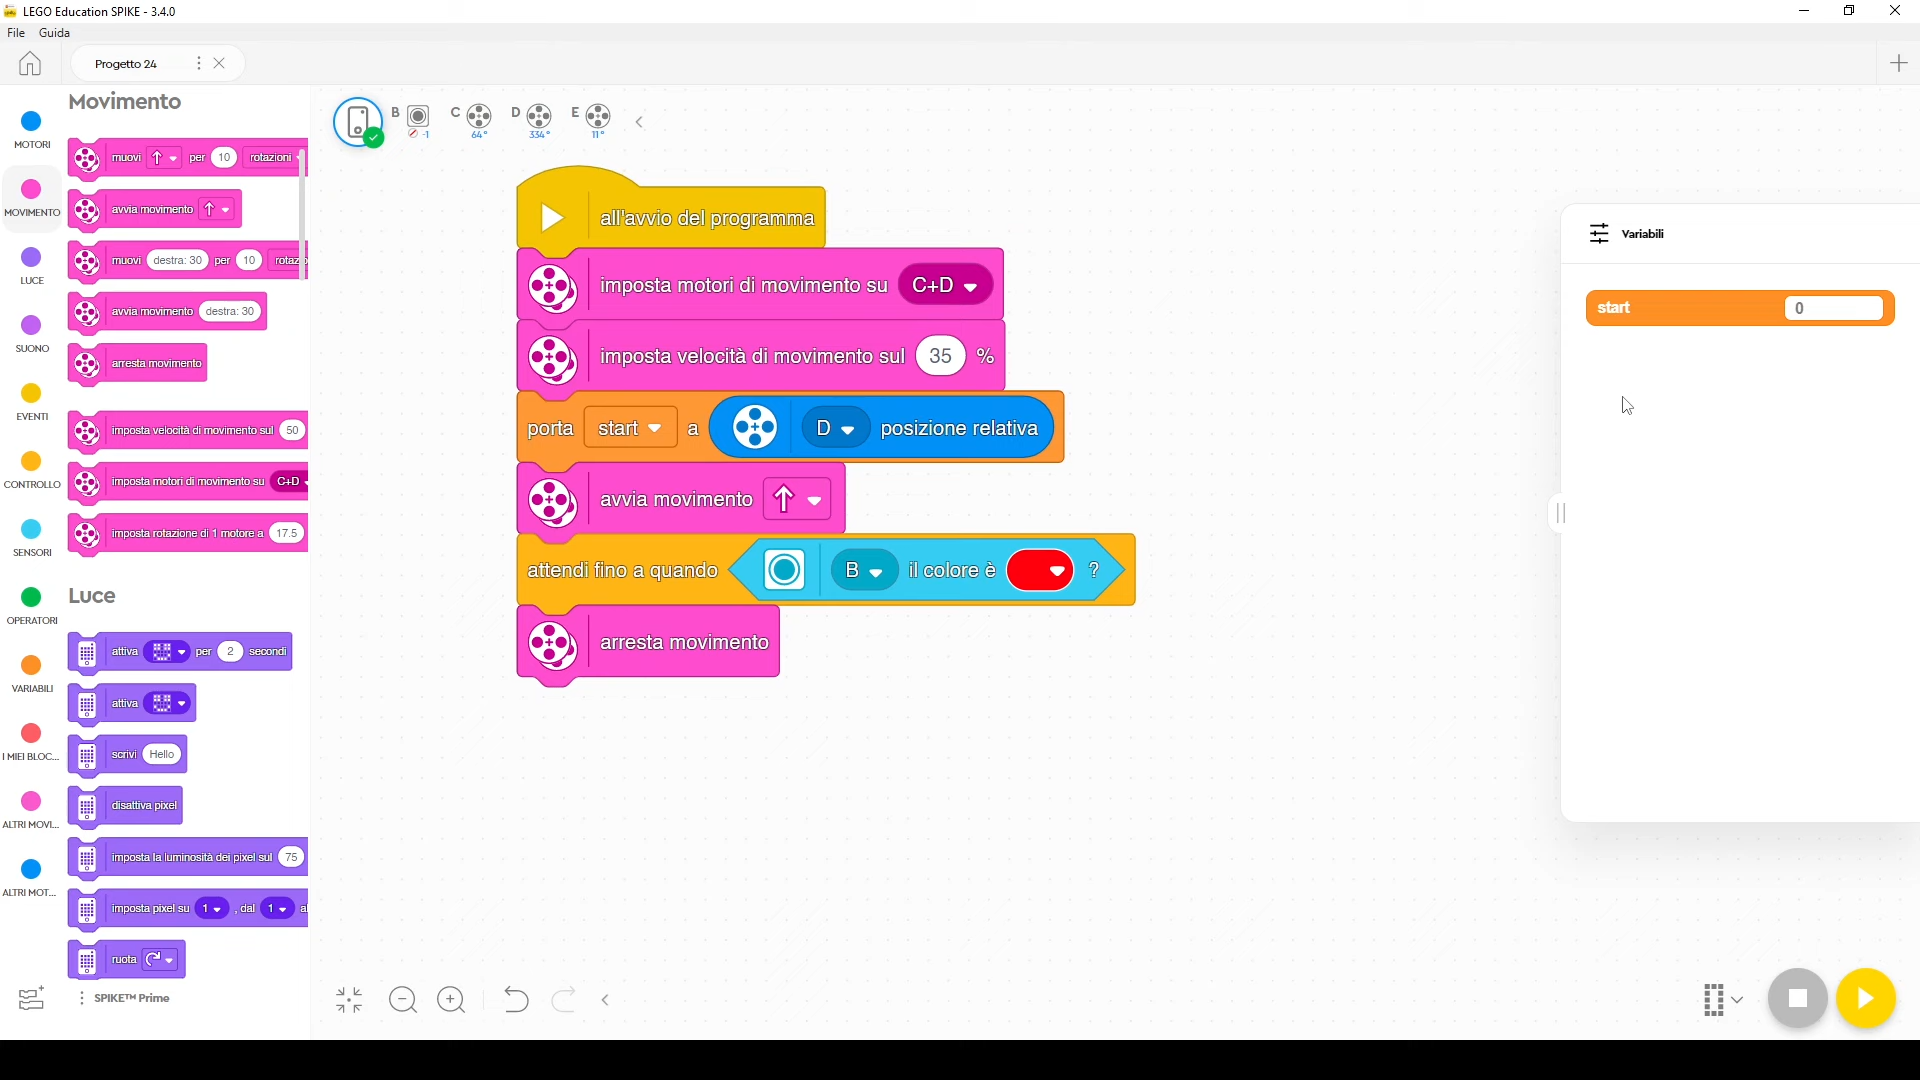 LEGO Education SPIKE - 3.4.0
File Guida
Progetto 24
MOTORI
MOVIMENTO
LUCE
SUONO
EVENTI
CONTROLLO
SENSORI
OPERATORI
VARIABILI
I MIEI BLOC...
ALTRI MOVI...
ALTRI MOT...
Movimento
muovi per 10 rotazioni
avvia movimento
muovi destra: 30 per 10 rotaz
avvia movimento destra: 30
arresta movimento
imposta velocità di movimento sul 50
imposta motori di movimento su C+D
imposta rotazione di 1 motore a 17.5
Luce
attiva per 2 secondi
attiva
scrivi Hello
disattiva pixel
imposta la luminosità dei pixel sul 75
imposta pixel su 1 , dal 1 al
ruota
SPIKE™ Prime
B C D E
-1 64° 334° 11°
all'avvio del programma
imposta motori di movimento su C+D
imposta velocità di movimento sul 35 %
porta start a D posizione relativa
avvia movimento
attendi fino a quando B il colore è ?
arresta movimento
Variabili
start 0